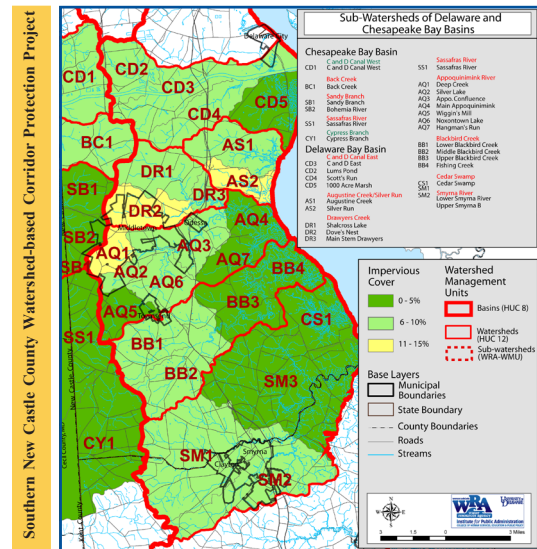 Southern New Castle County Watershed-based Corridor Protection Project
Sub-Watersheds of Delaware and
Chesapeake Bay Basins
Chesapeake Bay Basin
C and D Canal West
CD1 C and D Canal West
Back Creek
BC1 Back Creek
Sandy Branch
SB1 Sandy Branch
SB2 Bohemia River
Sassafras River
SS1 Sassafras River
Cypress Branch
CY1 Cypress Branch
Delaware Bay Basin
C and D Canal East
CD3 C and D East
CD2 Lums Pond
CD4 Scott's Run
CD5 1000 Acre Marsh
Augustine Creek/Silver Run
AS1 Augustine Creek
AS2 Silver Run
Drawyers Creek
DR1 Shalcross Lake
DR2 Dove's Nest
DR3 Main Stem Drawyers
Sassafras River
SS1 Sassafras River
Appoquinimink River
AQ1 Deep Creek
AQ2 Silver Lake
AQ3 Appo. Confluence
AQ4 Main Appoquinimink
AQ5 Wiggin's Mill
AQ6 Noxontown Lake
AQ7 Hangman's Run
Blackbird Creek
BB1 Lower Blackbird Creek
BB2 Middle Blackbird Creek
BB3 Upper Blackbird Creek
BB4 Fishing Creek
Cedar Swamp
CS1 Cedar Swamp
SM1
Smyrna River
SM2 Lower Smyrna River
Upper Smyrna B
Delaware City
CD1
CD2
CD3
CD4
CD5
BC1
AS1
DR1
SB1
AS2
DR3
DR2
Middletown
Odessa
AQ4
SB2
AQ3
AQ1
AQ7
BB4
AQ2
AQ6
BB3
AQ5
CS1
SS1
BB1
BB2
SM3
CY1
SM1
Smyrna
Clayton
SM2
New Castle County
Kent County
Impervious
Cover
0 - 5%
6 - 10%
11 - 15%
Watershed
Management
Units
Basins (HUC 8)
Watersheds
(HUC 12)
Sub-watersheds
(WRA-WMU)
Base Layers
Municipal
Boundaries
State Boundary
County Boundaries
Roads
Streams
WRA
Institute for Public Administration
3 1.5 0 3 Miles